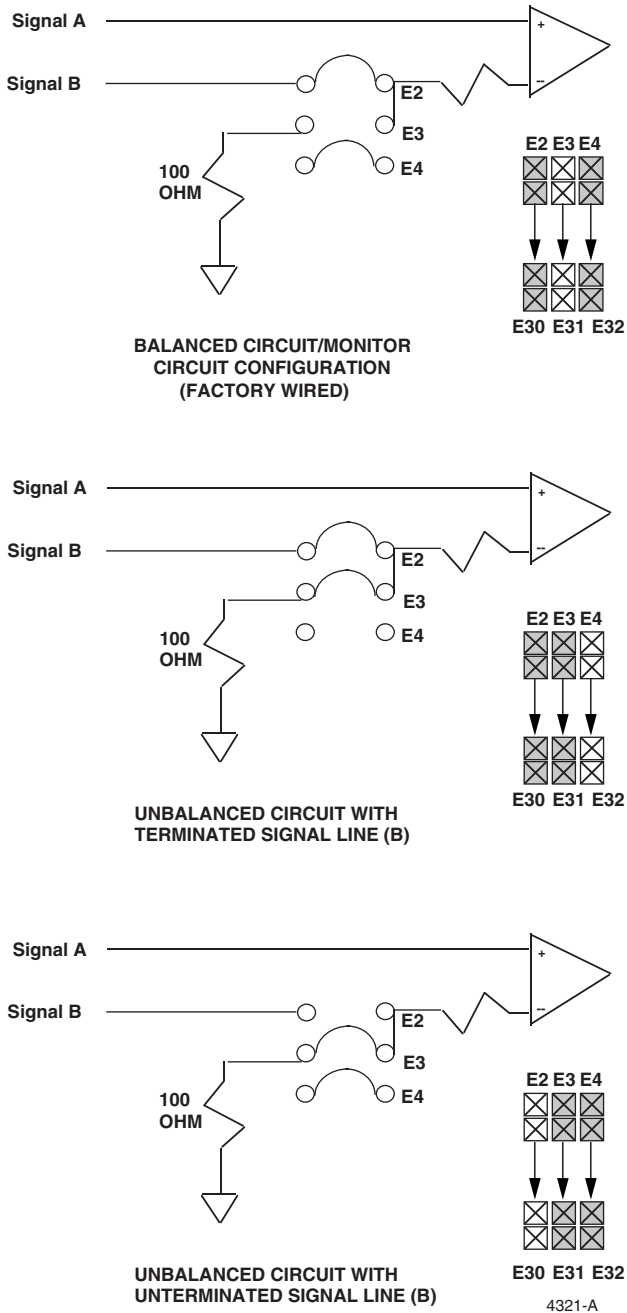 Signal A
+
Signal B
--
E2
E3
E4
100
OHM
E2 E3 E4
E30 E31 E32
BALANCED CIRCUIT/MONITOR
CIRCUIT CONFIGURATION
(FACTORY WIRED)
Signal A
+
Signal B
--
E2
E3
E4
100
OHM
E2 E3 E4
E30 E31 E32
UNBALANCED CIRCUIT WITH
TERMINATED SIGNAL LINE (B)
Signal A
+
Signal B
--
E2
E3
E4
100
OHM
E2 E3 E4
E30 E31 E32
UNBALANCED CIRCUIT WITH
UNTERMINATED SIGNAL LINE (B)
4321-A